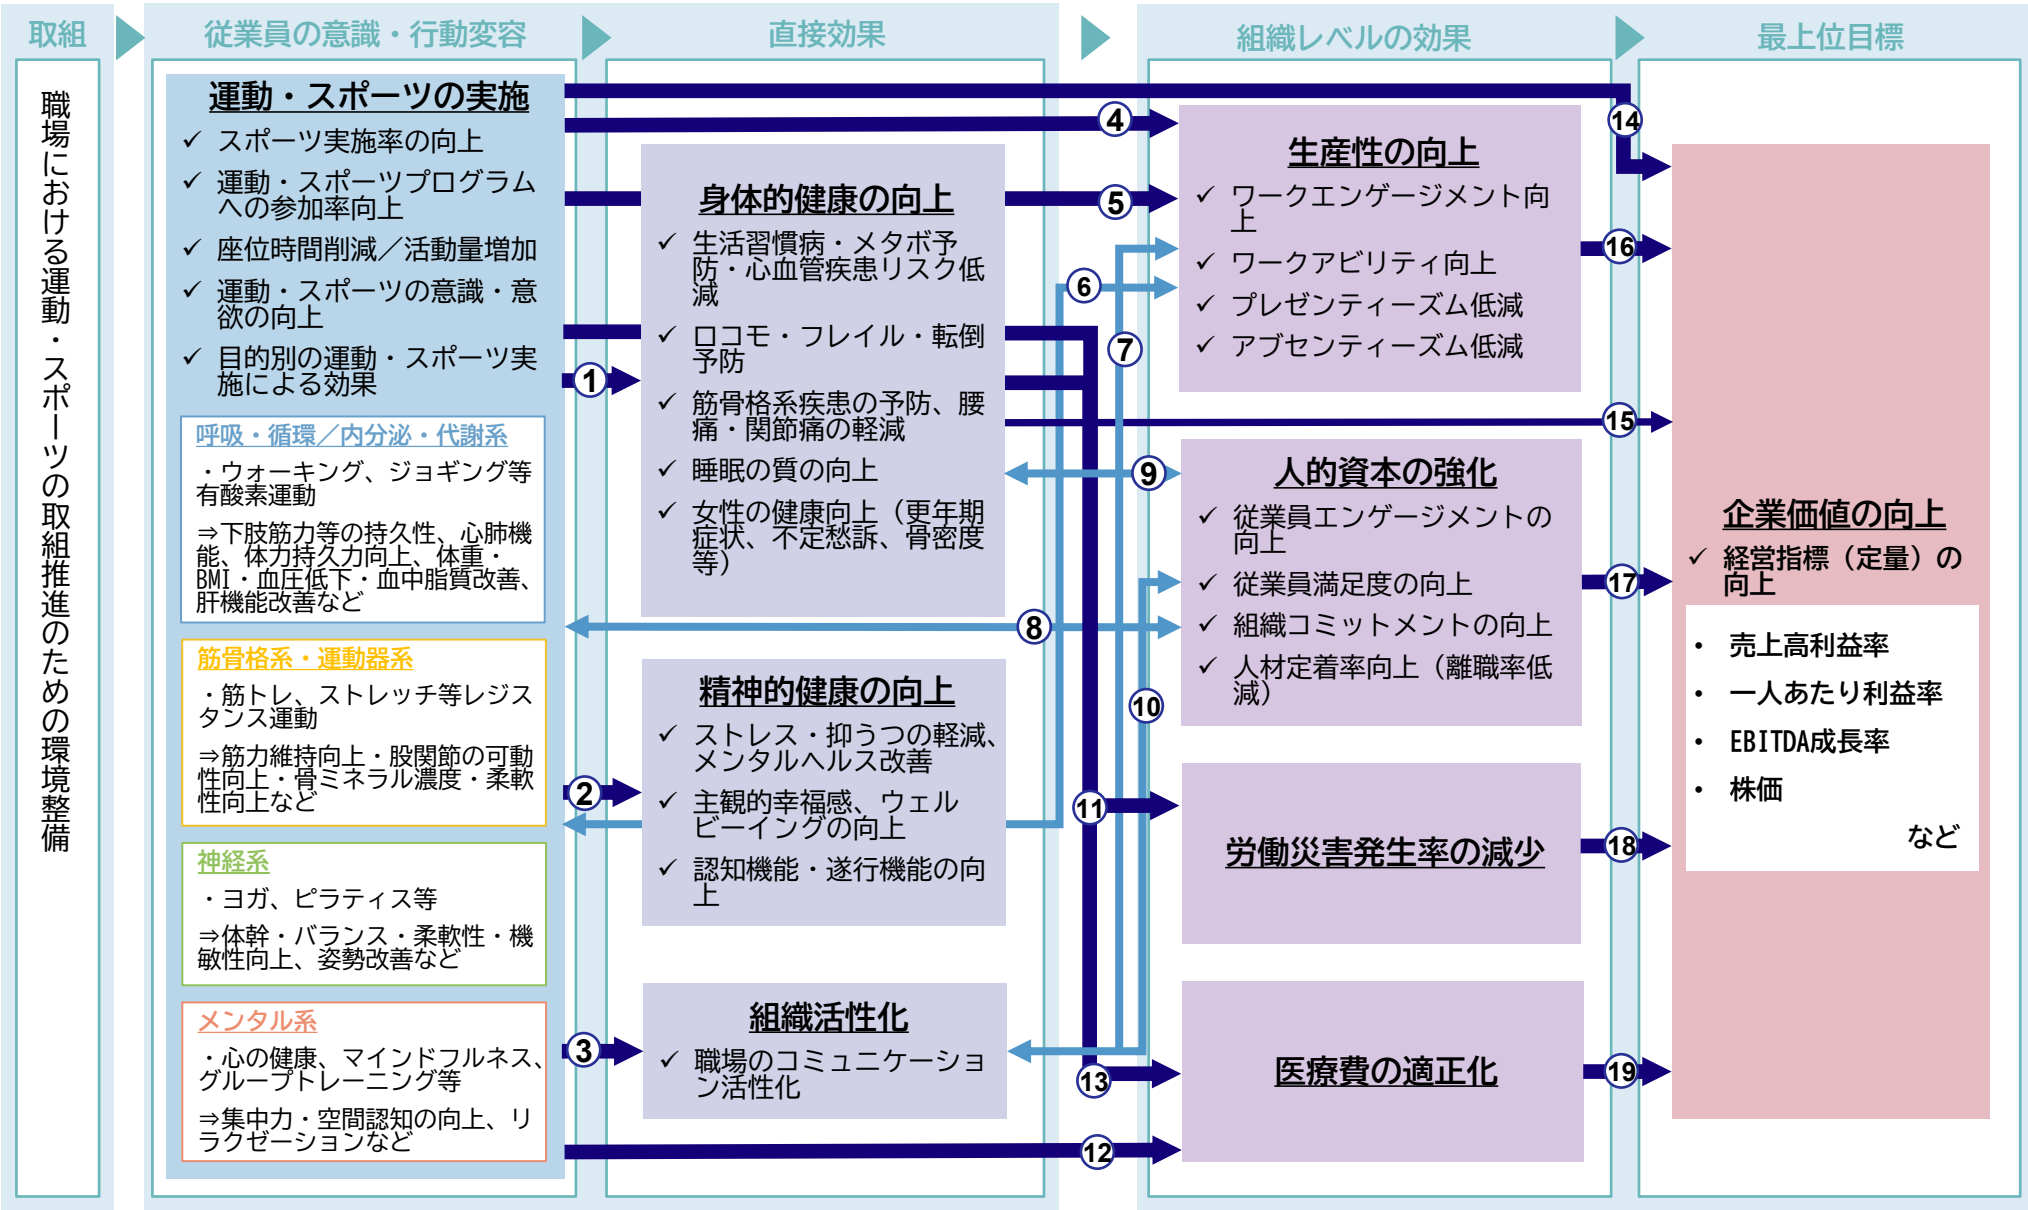 取組
従業員の意識・行動変容
直接効果
組織レベルの効果
最上位目標
職場における運動・スポーツの取組推進のための環境整備
運動・スポーツの実施
✓ スポーツ実施率の向上
✓ 運動・スポーツプログラム
への参加率向上
✓ 座位時間削減／活動量増加
✓ 運動・スポーツの意識・意
欲の向上
✓ 目的別の運動・スポーツ実
施による効果
呼吸・循環／内分泌・代謝系
・ウォーキング、ジョギング等
有酸素運動
⇒下肢筋力等の持久性、心肺機
能、体力持久力向上、体重・
BMI・血圧低下・血中脂質改善、
肝機能改善など
筋骨格系・運動器系
・筋トレ、ストレッチ等レジス
タンス運動
⇒筋力維持向上・股関節の可動
性向上・骨ミネラル濃度・柔軟
性向上など
神経系
・ヨガ、ピラティス等
⇒体幹・バランス・柔軟性・機
敏性向上、姿勢改善など
メンタル系
・心の健康、マインドフルネス、
グループトレーニング等
⇒集中力・空間認知の向上、リ
ラクゼーションなど
①
②
③
身体的健康の向上
✓ 生活習慣病・メタボ予
防・心血管疾患リスク低
減
✓ ロコモ・フレイル・転倒
予防
✓ 筋骨格系疾患の予防、腰
痛・関節痛の軽減
✓ 睡眠の質の向上
✓ 女性の健康向上（更年期
症状、不定愁訴、骨密度
等）
精神的健康の向上
✓ ストレス・抑うつの軽減、
メンタルヘルス改善
✓ 主観的幸福感、ウェル
ビーイングの向上
✓ 認知機能・遂行機能の向
上
組織活性化
✓ 職場のコミュニケーショ
ン活性化
④
⑤
⑥
⑦
⑨
⑧
⑩
⑪
⑬
⑫
生産性の向上
✓ ワークエンゲージメント向
上
✓ ワークアビリティ向上
✓ プレゼンティーズム低減
✓ アブセンティーズム低減
人的資本の強化
✓ 従業員エンゲージメントの
向上
✓ 従業員満足度の向上
✓ 組織コミットメントの向上
✓ 人材定着率向上（離職率低
減）
労働災害発生率の減少
医療費の適正化
⑭
⑯
⑮
⑰
⑱
⑲
企業価値の向上
✓ 経営指標（定量）の
向上
• 売上高利益率
• 一人あたり利益率
• EBITDA成長率
• 株価
など